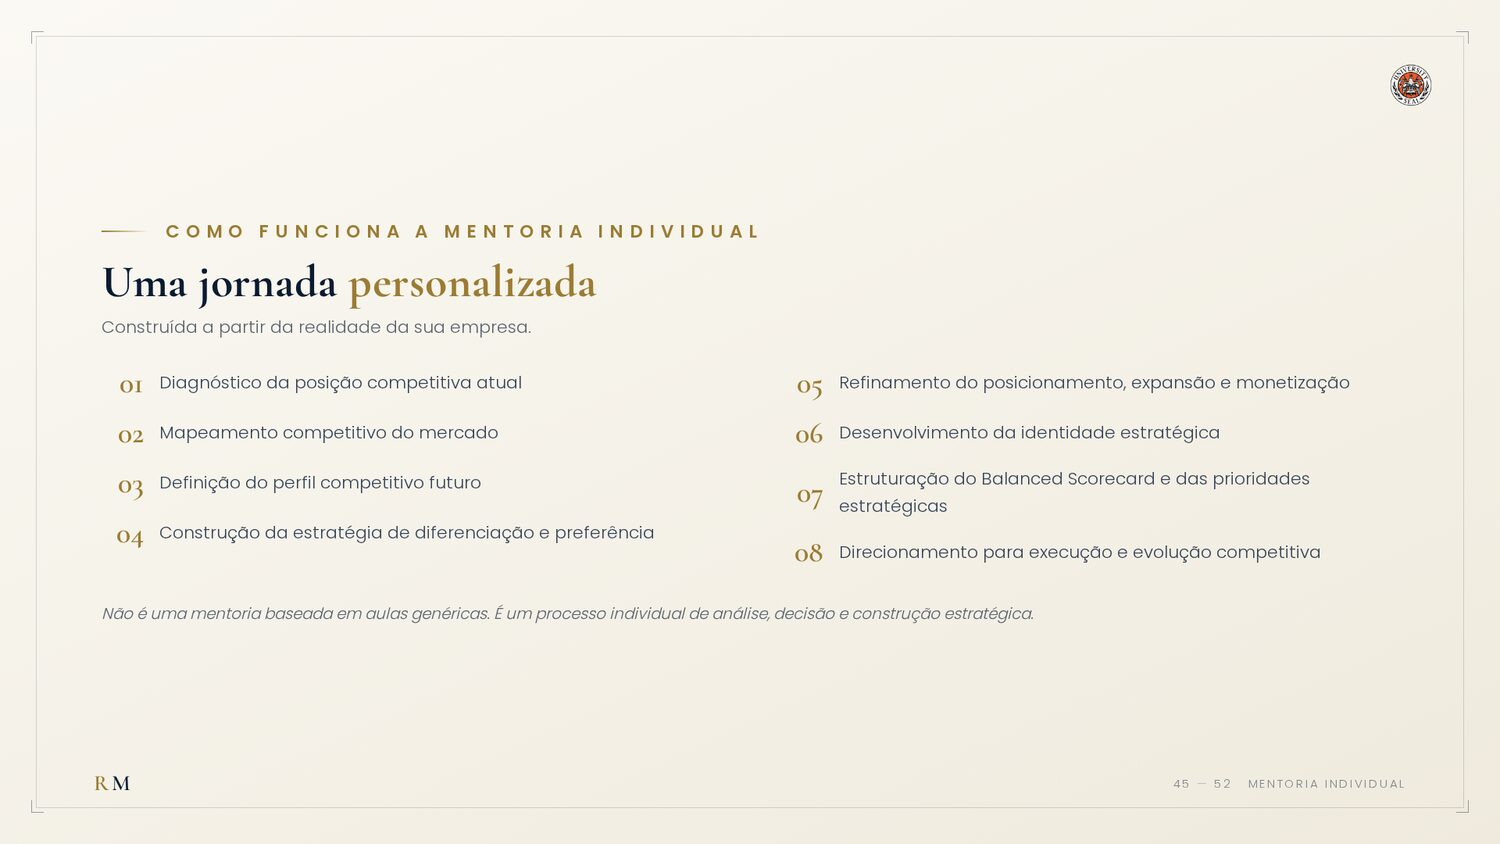 UNIVERSITY
SEAL
COMO FUNCIONA A MENTORIA INDIVIDUAL
Uma jornada personalizada
Construída a partir da realidade da sua empresa.
01 Diagnóstico da posição competitiva atual
02 Mapeamento competitivo do mercado
03 Definição do perfil competitivo futuro
04 Construção da estratégia de diferenciação e preferência
05 Refinamento do posicionamento, expansão e monetização
06 Desenvolvimento da identidade estratégica
07 Estruturação do Balanced Scorecard e das prioridades
estratégicas
08 Direcionamento para execução e evolução competitiva
Não é uma mentoria baseada em aulas genéricas. É um processo individual de análise, decisão e construção estratégica.
RM
45 — 52 MENTORIA INDIVIDUAL